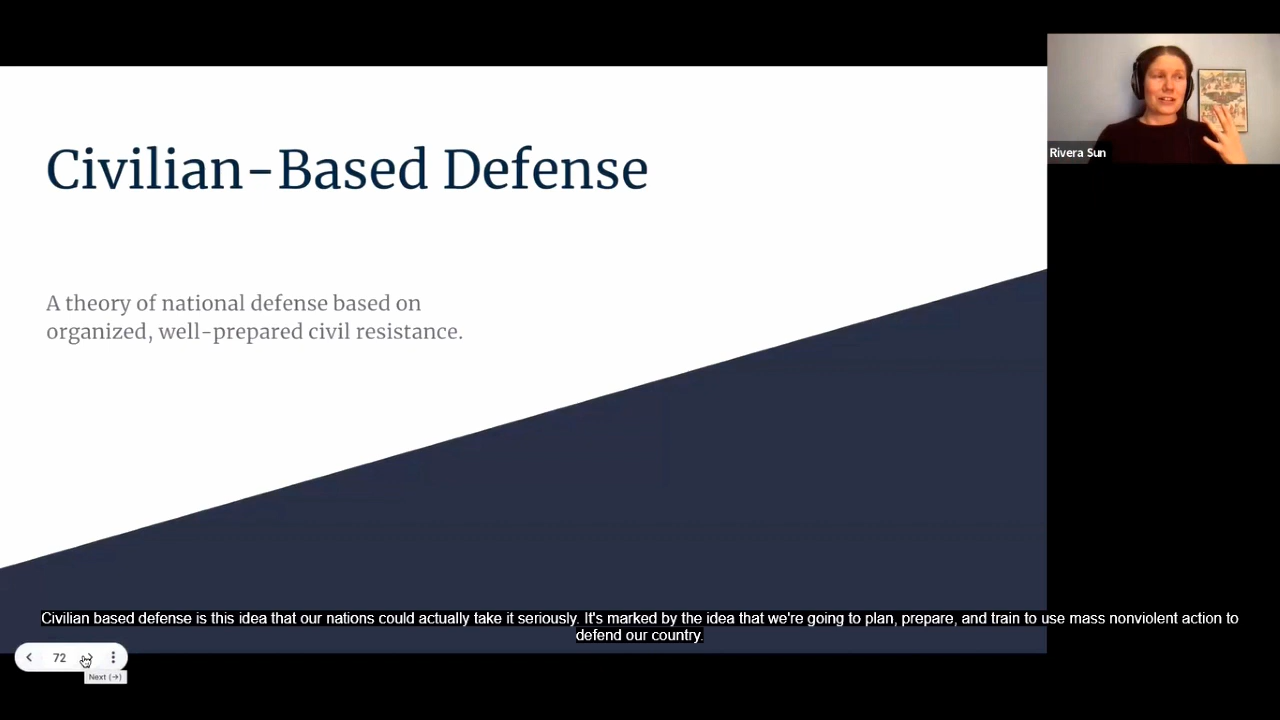 Civilian-Based Defense
A theory of national defense based on
organized, well-prepared civil resistance.
Rivera Sun
Civilian based defense is this idea that our nations could actually take it seriously. It's marked by the idea that we're going to plan, prepare, and train to use mass nonviolent action to
defend our country.
72
Next (→)